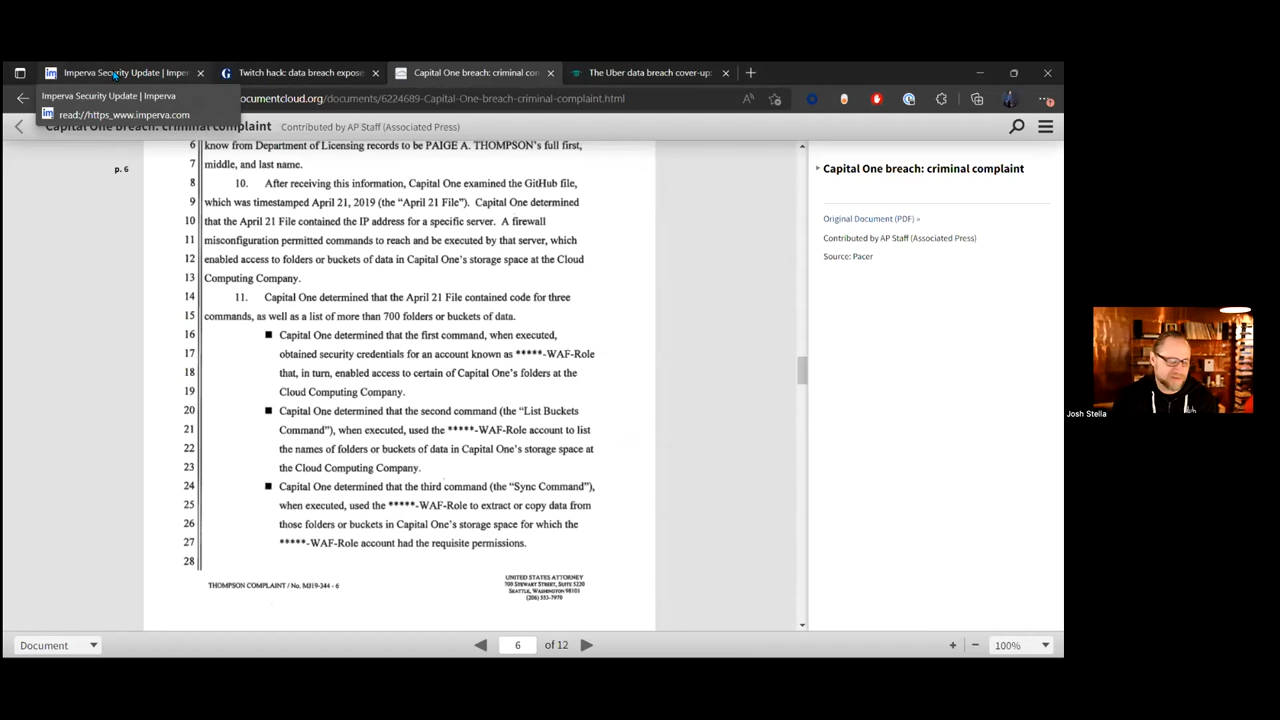 Imperva Security Update | Imper
Twitch hack: data breach expose
Capital One breach: criminal con
The Uber data breach cover-up:
Imperva Security Update | Imperva
read://https_www.imperva.com
ocumentcloud.org/documents/6224689-Capital-One-breach-criminal-complaint.html
Capital One breach: criminal complaint
Contributed by AP Staff (Associated Press)
p. 6
6 know from Department of Licensing records to be PAIGE A. THOMPSON's full first,
7 middle, and last name.
8 10. After receiving this information, Capital One examined the GitHub file,
9 which was timestamped April 21, 2019 (the "April 21 File"). Capital One determined
10 that the April 21 File contained the IP address for a specific server. A firewall
11 misconfiguration permitted commands to reach and be executed by that server, which
12 enabled access to folders or buckets of data in Capital One's storage space at the Cloud
13 Computing Company.
14 11. Capital One determined that the April 21 File contained code for three
15 commands, as well as a list of more than 700 folders or buckets of data.
16 ■ Capital One determined that the first command, when executed,
17 obtained security credentials for an account known as *****-WAF-Role
18 that, in turn, enabled access to certain of Capital One's folders at the
19 Cloud Computing Company.
20 ■ Capital One determined that the second command (the "List Buckets
21 Command"), when executed, used the *****-WAF-Role account to list
22 the names of folders or buckets of data in Capital One's storage space at
23 the Cloud Computing Company.
24 ■ Capital One determined that the third command (the "Sync Command"),
25 when executed, used the *****-WAF-Role to extract or copy data from
26 those folders or buckets in Capital One's storage space for which the
27 *****-WAF-Role account had the requisite permissions.
28
THOMPSON COMPLAINT / No. MJ19-344 - 6
UNITED STATES ATTORNEY
700 STEWART STREET, SUITE 5220
SEATTLE, WASHINGTON 98101
(206) 553-7970
Capital One breach: criminal complaint
Original Document (PDF) »
Contributed by AP Staff (Associated Press)
Source: Pacer
Josh Stella
Document
6 of 12
100%